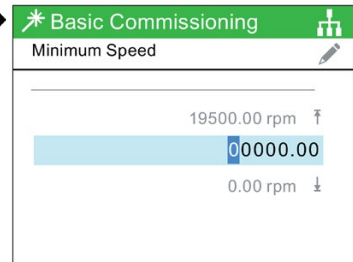 Basic Commissioning
Minimum Speed
19500.00 rpm
00000.00
0.00 rpm